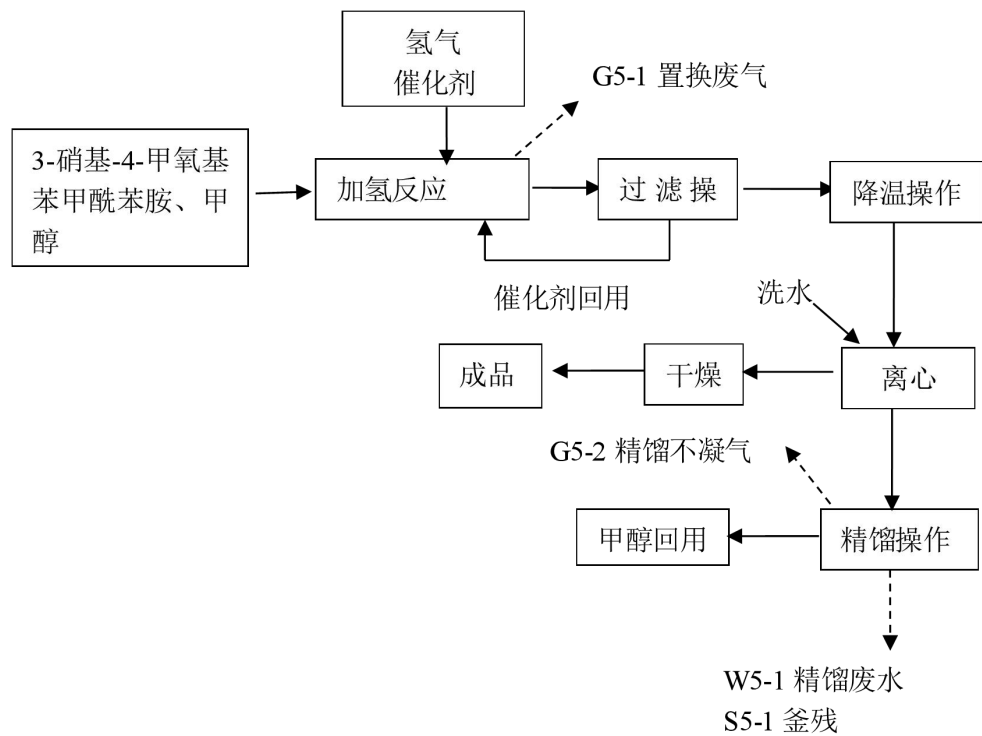 氢气
催化剂
G5-1 置换废气
3-硝基-4-甲氧基
苯甲酰苯胺、甲
醇
加氢反应
过滤操
降温操作
催化剂回用
洗水
成品
干燥
离心
G5-2 精馏不凝气
甲醇回用
精馏操作
W5-1 精馏废水
S5-1 釜残